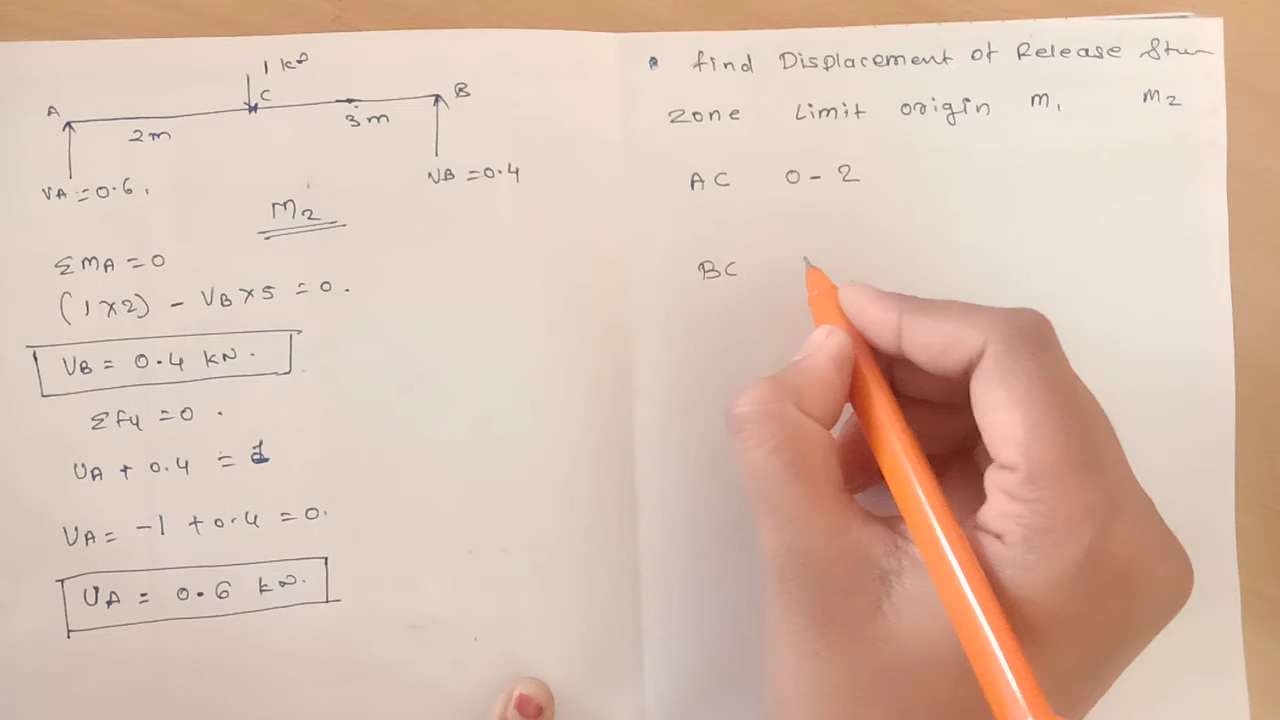 1 kN
A
C
B
2m
3m
VA = 0.6
VB = 0.4
M2
ΣMA = 0
(1×2) - VB×5 = 0.
VB = 0.4 kN.
ΣFy = 0.
VA + 0.4 =
VA = -1 + 0.4 = 0.
VA = 0.6 kN.
find Displacement of Release
zone Limit origin m1 M2
AC 0 - 2
BC